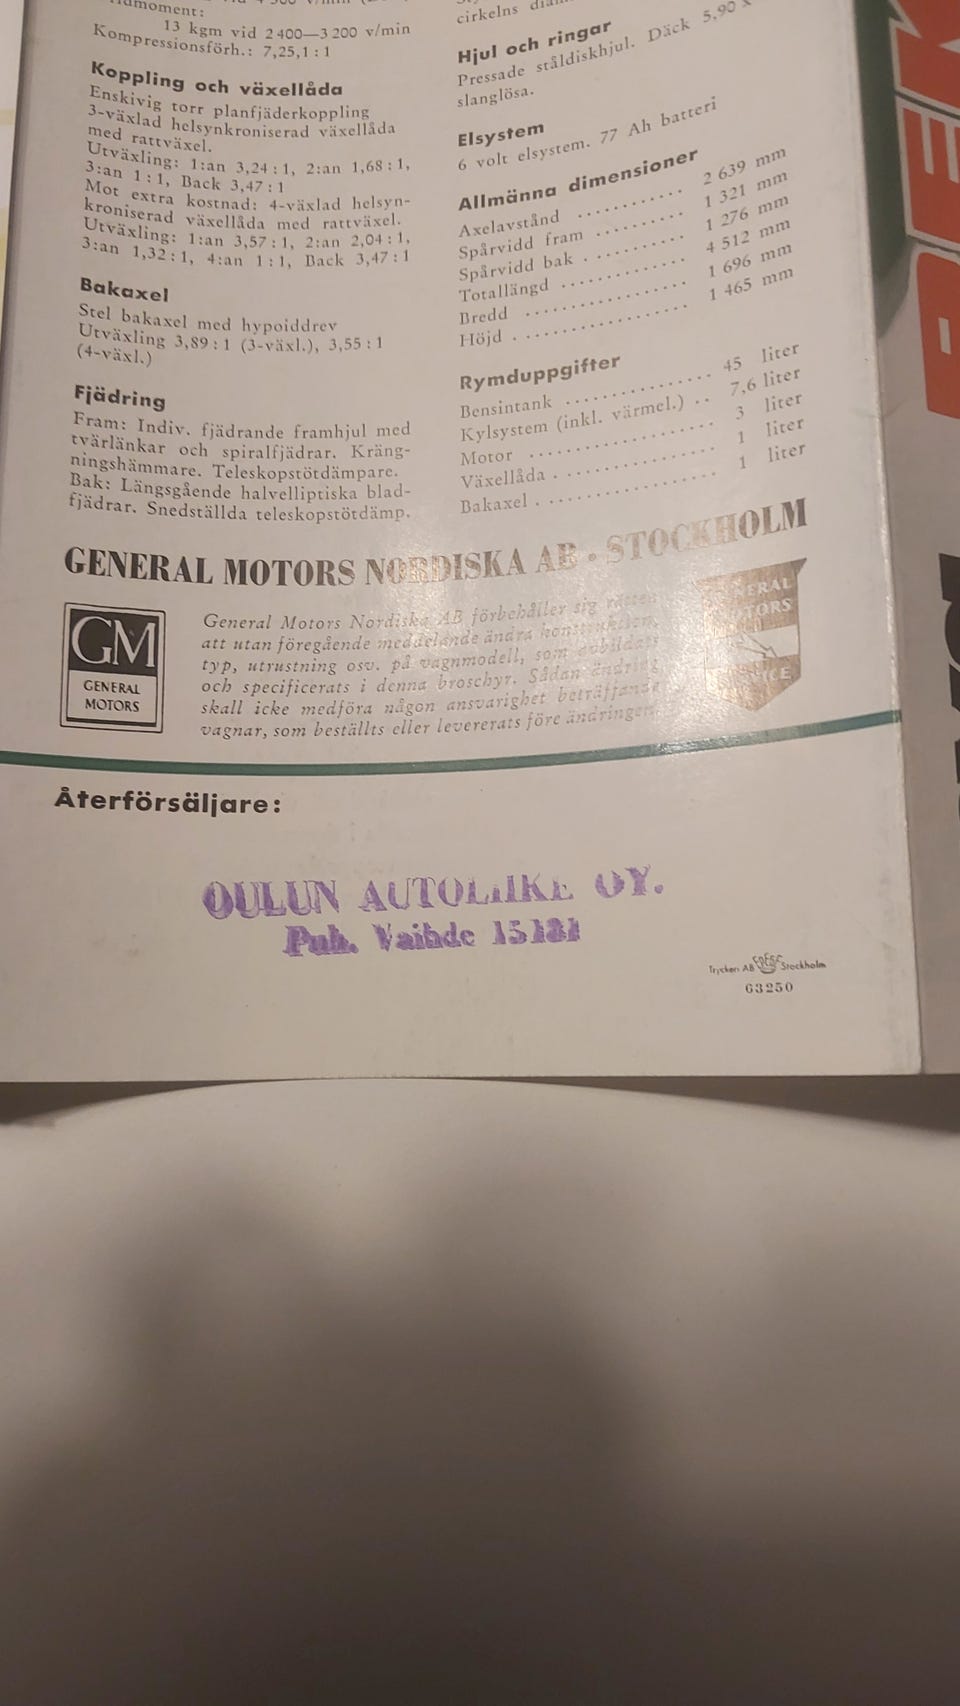 13 kgm vid 2 400—3 200 v/min
Kompressionsförh.: 7,25,1 : 1
Koppling och växellåda
Enskivig torr planfjäderkoppling
3-växlad helsynkroniserad växellåda
med rattväxel.
Utväxling: 1:an 3,24 : 1, 2:an 1,68 : 1,
3:an 1 : 1, Back 3,47 : 1
Mot extra kostnad: 4-växlad helsyn-
kroniserad växellåda med rattväxel.
Utväxling: 1:an 3,57 : 1, 2:an 2,04 : 1,
3:an 1,32 : 1, 4:an 1 : 1, Back 3,47 : 1
Bakaxel
Stel bakaxel med hypoiddrev
Utväxling 3,89 : 1 (3-växl.), 3,55 : 1
(4-växl.)
Fjädring
Fram: Indiv. fjädrande framhjul med
tvärlänkar och spiralfjädrar. Kräng-
ningshämmare. Teleskopstötdämpare.
Bak: Längsgående halvelliptiska blad-
fjädrar. Snedställda teleskopstötdämp.
cirkelns
Hjul och ringar
Pressade ståldiskhjul. Däck 5,90 x
slanglösa.
Elsystem
6 volt elsystem. 77 Ah batteri
Allmänna dimensioner
Axelavstånd .......... 2 639 mm
Spårvidd fram ........ 1 321 mm
Spårvidd bak ......... 1 276 mm
Totallängd ........... 4 512 mm
Bredd ................ 1 696 mm
Höjd ................. 1 465 mm
Rymduppgifter
Bensintank ............... 45 liter
Kylsystem (inkl. värmel.) .. 7,6 liter
Motor .................... 3 liter
Växellåda ................ 1 liter
Bakaxel .................. 1 liter
GENERAL MOTORS NORDISKA AB • STOCKHOLM
GM
GENERAL
MOTORS
General Motors Nordiska AB förbehåller sig rätten
att utan föregående meddelande ändra konstruktion,
typ, utrustning osv. på vagnmodell, som avbildats
och specificerats i denna broschyr. Sådan ändring
skall icke medföra någon ansvarighet beträffande
vagnar, som beställts eller levererats före ändringen.
GENERAL
MOTORS
SERVICE
Återförsäljare:
OULUN AUTOLIIKE OY.
Puh. Vaihde 15131
Tryckeri AB Stockholm
63250